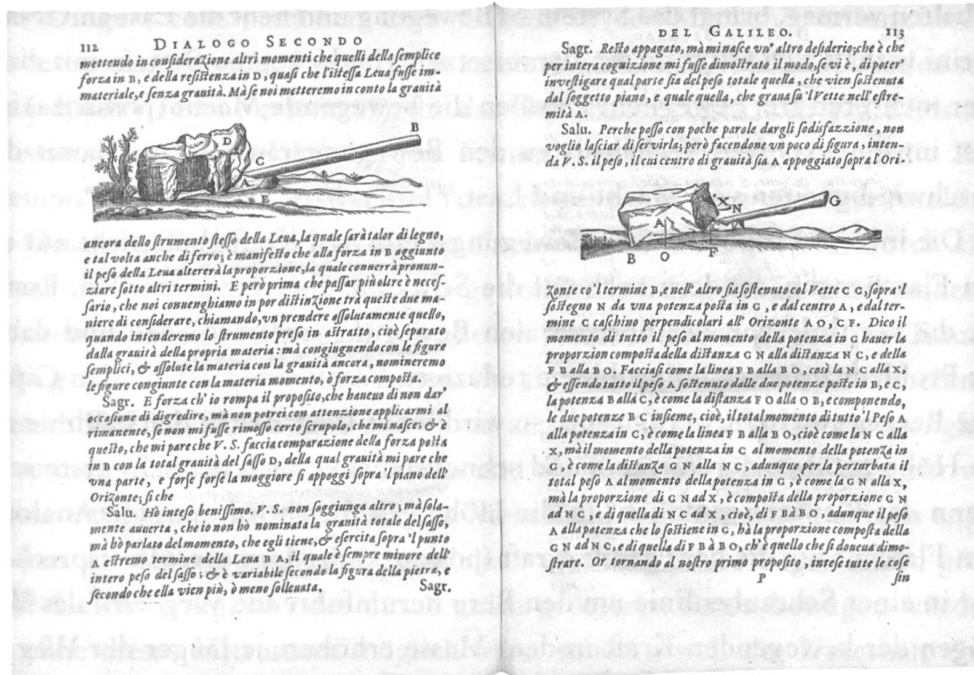 112
DIALOGO SECONDO
mettendo in considerazione altri momenti che quelli della semplice
forza in B, e della resistenza in D, quasi che l'istessa Leua fusse im-
materiale, e senza grauità. Mà se noi metteremo in conto la grauità
B
D
C
E
ancora dello strumento stesso della Leua, la quale sarà talor di legno,
e tal volta anche di ferro; è manifesto che alla forza in B aggiunto
il peso della Leua altererà la proporzione, la quale conuerrà pronun-
ziare sotto altri termini. E però prima che passar più oltre è neces-
sario, che noi conuenghiamo in por distinzione trà queste due ma-
niere di considerare, chiamando, vn prendere assolutamente quello,
quando intenderemo lo strumento preso in astratto, cioè separato
dalla grauità della propria materia: mà congiugnendo con le figure
semplici, & assolute la materia con la grauità ancora, nomineremo
le figure congiunte con la materia momento, ò forza composta.
Sagr. E forza ch' io rompa il proposito, che haueuo di non dar'
occasione di digredire, mà non potrei con attenzione applicarmi al
rimanente, se non mi fusse rimosso certo scrupolo, che mi nasce: & è
questo, che mi pare che V. S. faccia comparazione della forza posta
in B con la total grauità del sasso D, della qual grauità mi pare che
vna parte, e forse forse la maggiore si appoggi sopra 'l piano dell'
Orizonte; si che
Salu. Hò inteso benissimo. V. S. non soggiunga altro, mà sola-
mente auuerta, che io non hò nominata la grauità totale del sasso,
mà hò parlato del momento, che egli tiene, & esercita sopra 'l punto
A estremo termine della Leua B A, il quale è sempre minore dell'
intero peso del sasso; & è variabile secondo la figura della pietra, e
secondo che ella vien più, ò meno solleuata.
Sagr.
DEL GALILEO.
113
Sagr. Resto appagato, mà mi nasce vn' altro desiderio; che è che
per intera cognizione mi fusse dimostrato il modo, se vi è, di poter
inuestigare qual parte sia del peso totale quella, che vien sostenuta
dal soggetto piano, e quale quella, che graua su 'l Vette nell' estre-
mità A.
Salu. Perche posso con poche parole dargli sodisfazzione, non
voglio lasciar di seruirla; però facendone vn poco di figura, inten-
da V. S. il peso, il cui centro di grauità sia A appoggiato sopra l'Ori.
X
N
G
A
C
B O F
zonte co 'l termine B, nell' altro sia sostenuto col Vette C G, sopra 'l
sostegno N da vna potenza posta in G, e dal centro A, e dal ter-
mine C caschino perpendicolari all' Orizonte A O, C F. Dico il
momento di tutto il peso al momento della potenza in G hauer la
proporzion composta della distanza G N alla distanza N C, e della
F B alla B O. Facciasi come la linea F B alla B O, così la N C alla X,
& essendo tutto 'l peso A sostenuto dalle due potenze poste in B, e C,
la potenza B alla C, è come la distanza F O alla O B, e componendo,
le due potenze B C insieme, cioè, il total momento di tutto 'l Peso A
alla potenza in C, è come la linea F B alla B O, cioè come la N C alla
X, mà il momento della potenza in C al momento della potenza in
G, è come la distanza G N alla N C; adunque per la perturbata il
total peso A al momento della potenza in G, è come la G N alla X,
mà la proporzione di G N ad X, è composta della proporzione G N
ad N C, e di quella di N C ad X, cioè, di F B à B O, adunque il peso
A alla potenza che lo sostiene in G, hà la proporzione composta della
G N ad N C, e di quella di F B à B O, ch' è quello che si doueua dimo-
strare. Or tornando al nostro primo proposito, intese tutte le cose
P
fin